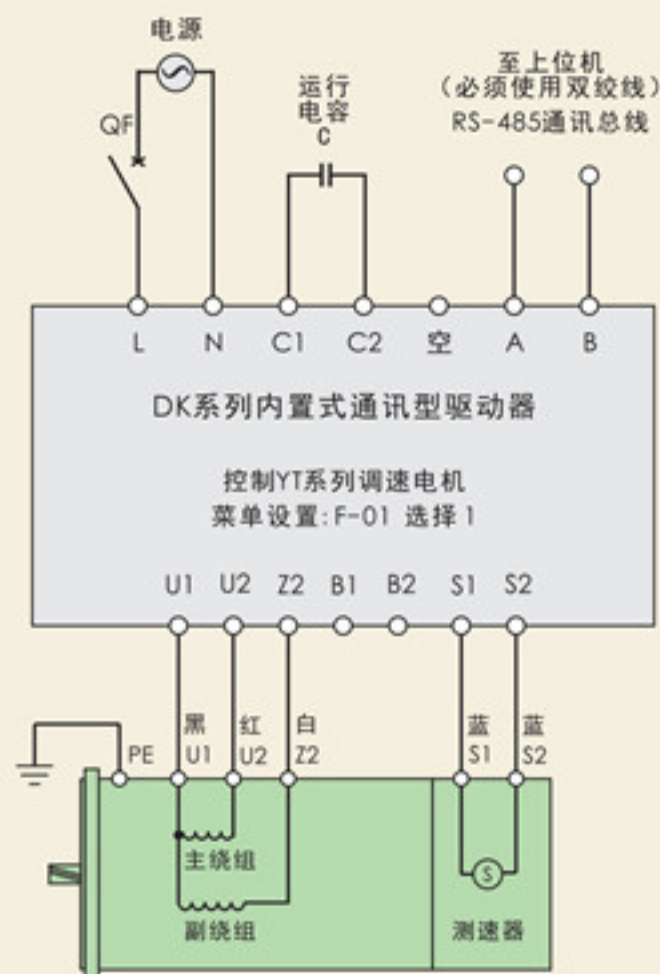 电源
至上位机
（必须使用双绞线）
RS-485通讯总线
运行
电容
C
QF
L N C1 C2 空 A B
DK系列内置式通讯型驱动器
控制YT系列调速电机
菜单设置:F-01 选择1
U1 U2 Z2 B1 B2 S1 S2
黑 红 白 蓝 蓝
PE U1 U2 Z2 S1 S2
主绕组
S
副绕组 测速器